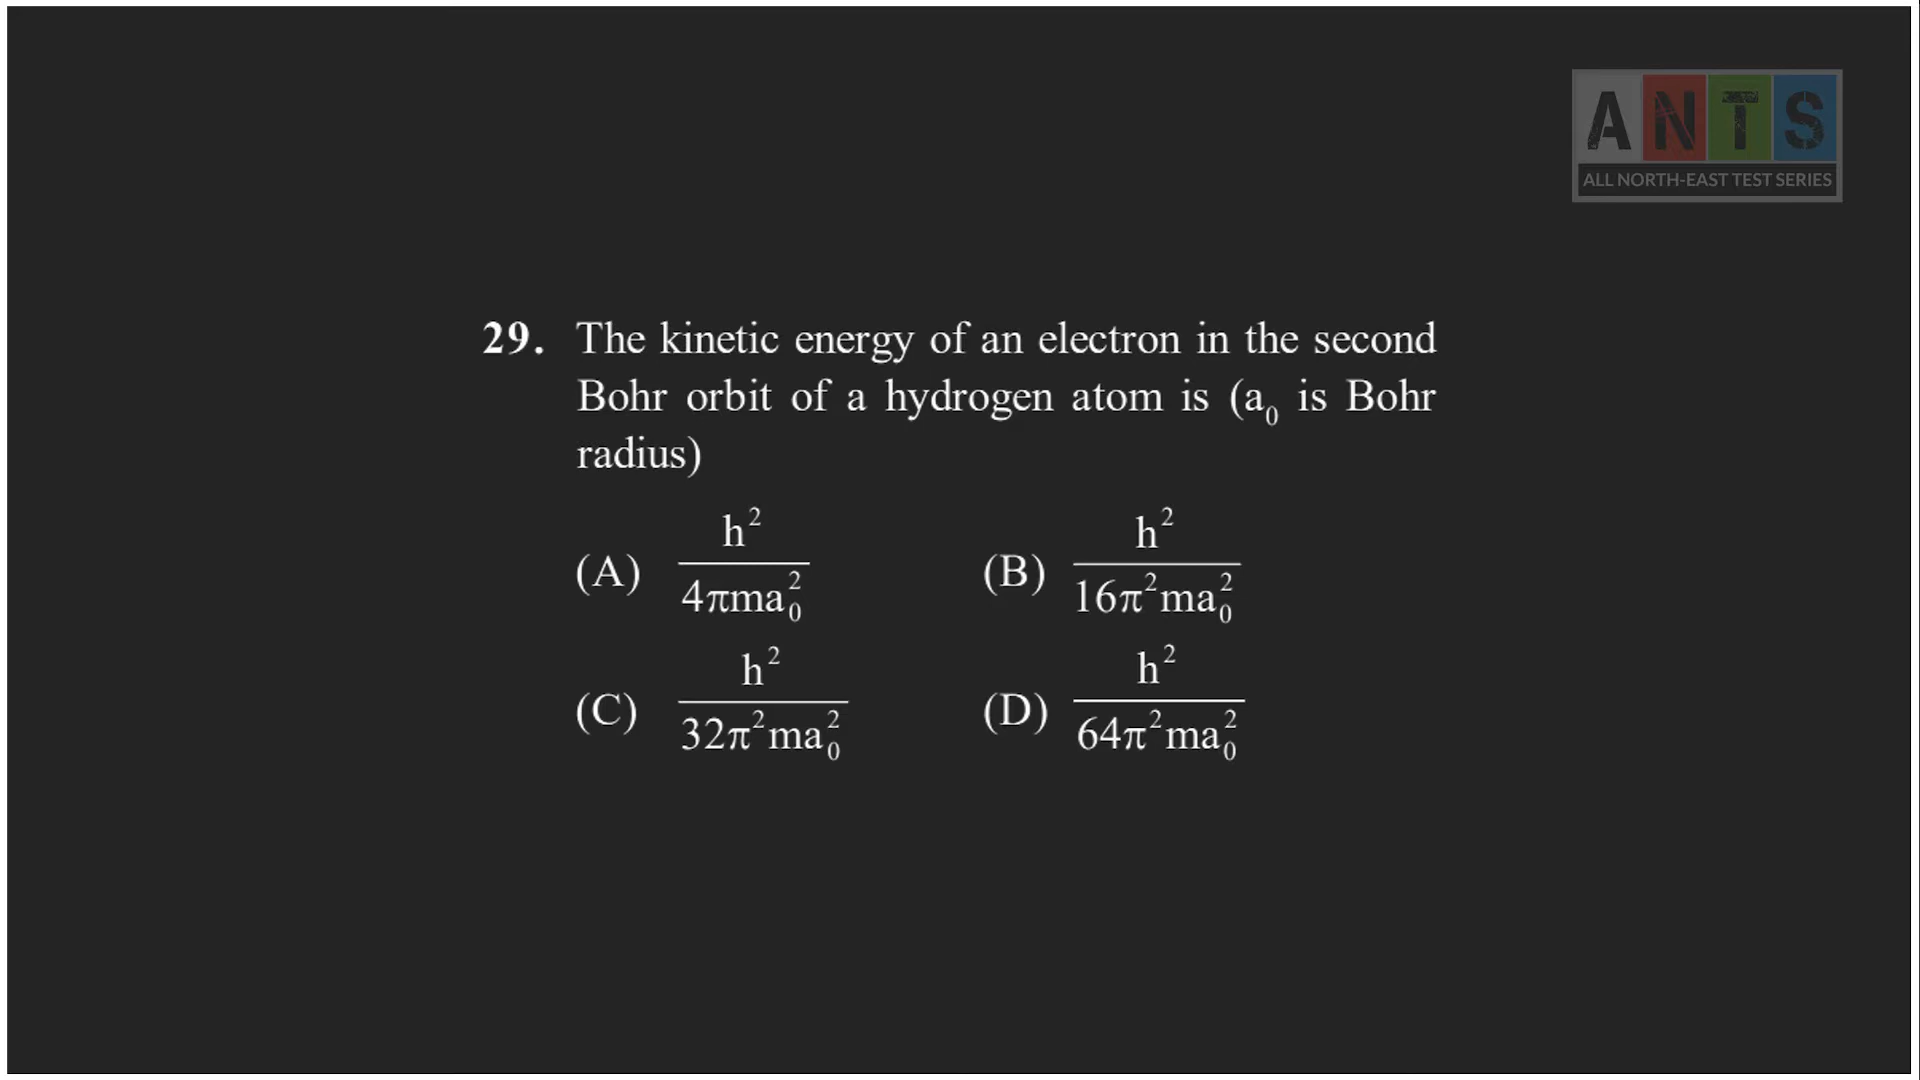 ANTS
ALL NORTH-EAST TEST SERIES
29. The kinetic energy of an electron in the second
Bohr orbit of a hydrogen atom is (a₀ is Bohr
radius)
(A) h²/4πma₀² (B) h²/16π²ma₀²
(C) h²/32π²ma₀² (D) h²/64π²ma₀²